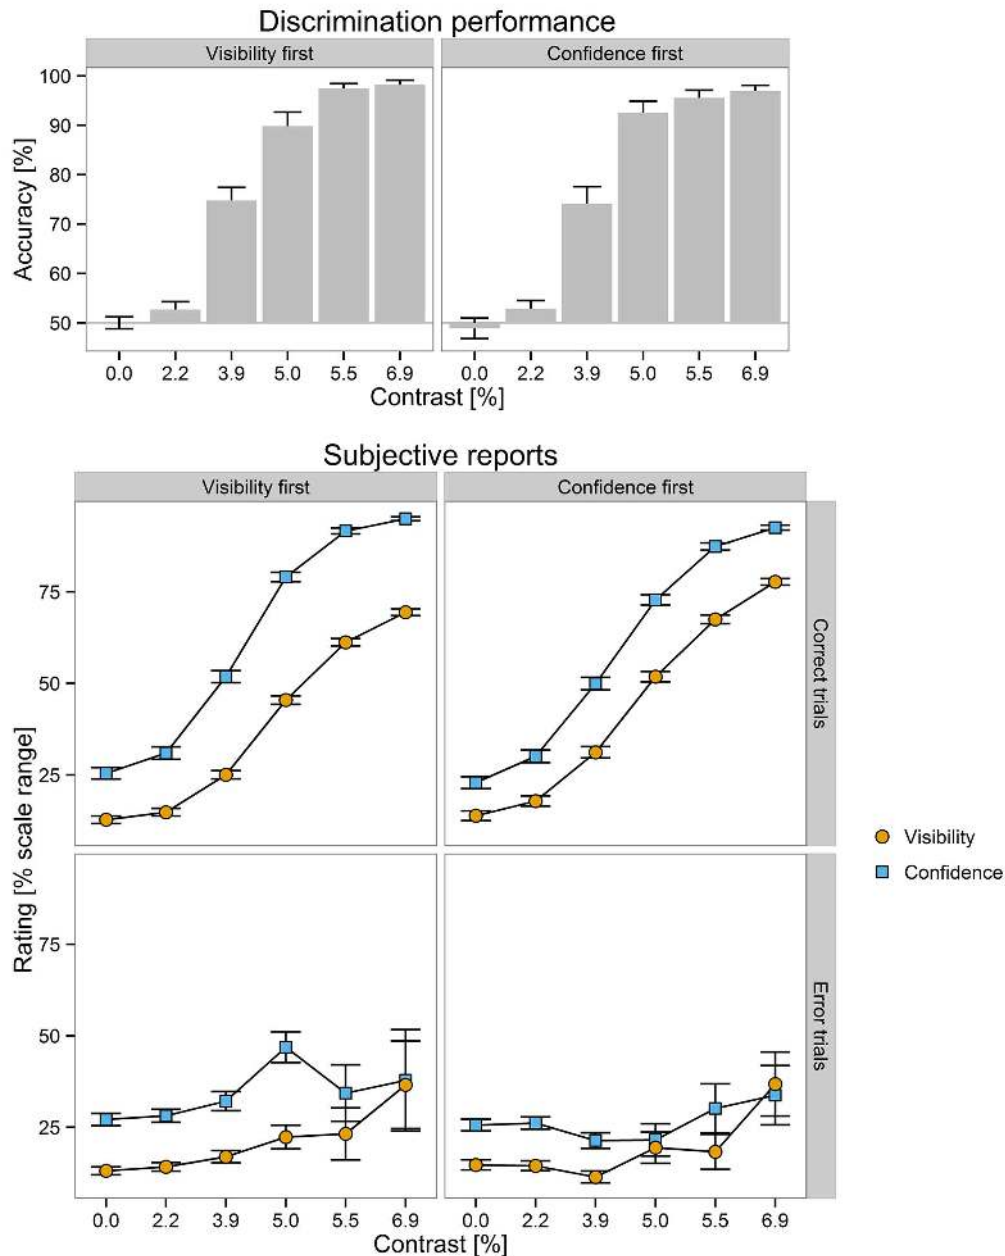 Discrimination performance
Visibility first
Confidence first
Accuracy [%]
100
90
80
70
60
50
0.0 2.2 3.9 5.0 5.5 6.9
0.0 2.2 3.9 5.0 5.5 6.9
Contrast [%]
Subjective reports
Visibility first
Confidence first
Rating [% scale range]
75
50
25
Correct trials
75
50
25
Error trials
0.0 2.2 3.9 5.0 5.5 6.9
0.0 2.2 3.9 5.0 5.5 6.9
Contrast [%]
Visibility
Confidence